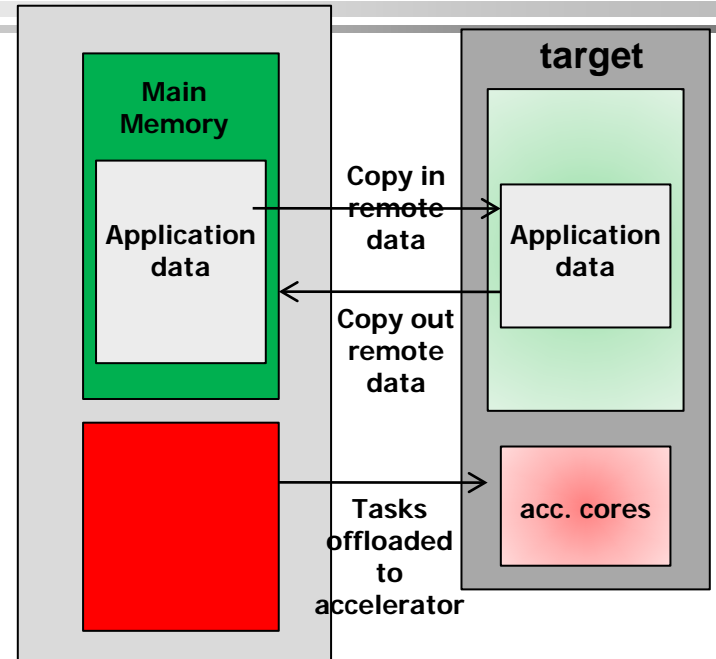 target
Main
Memory
Application
data
Copy in
remote
data
Application
data
Copy out
remote
data
Tasks
offloaded
to
accelerator
acc. cores